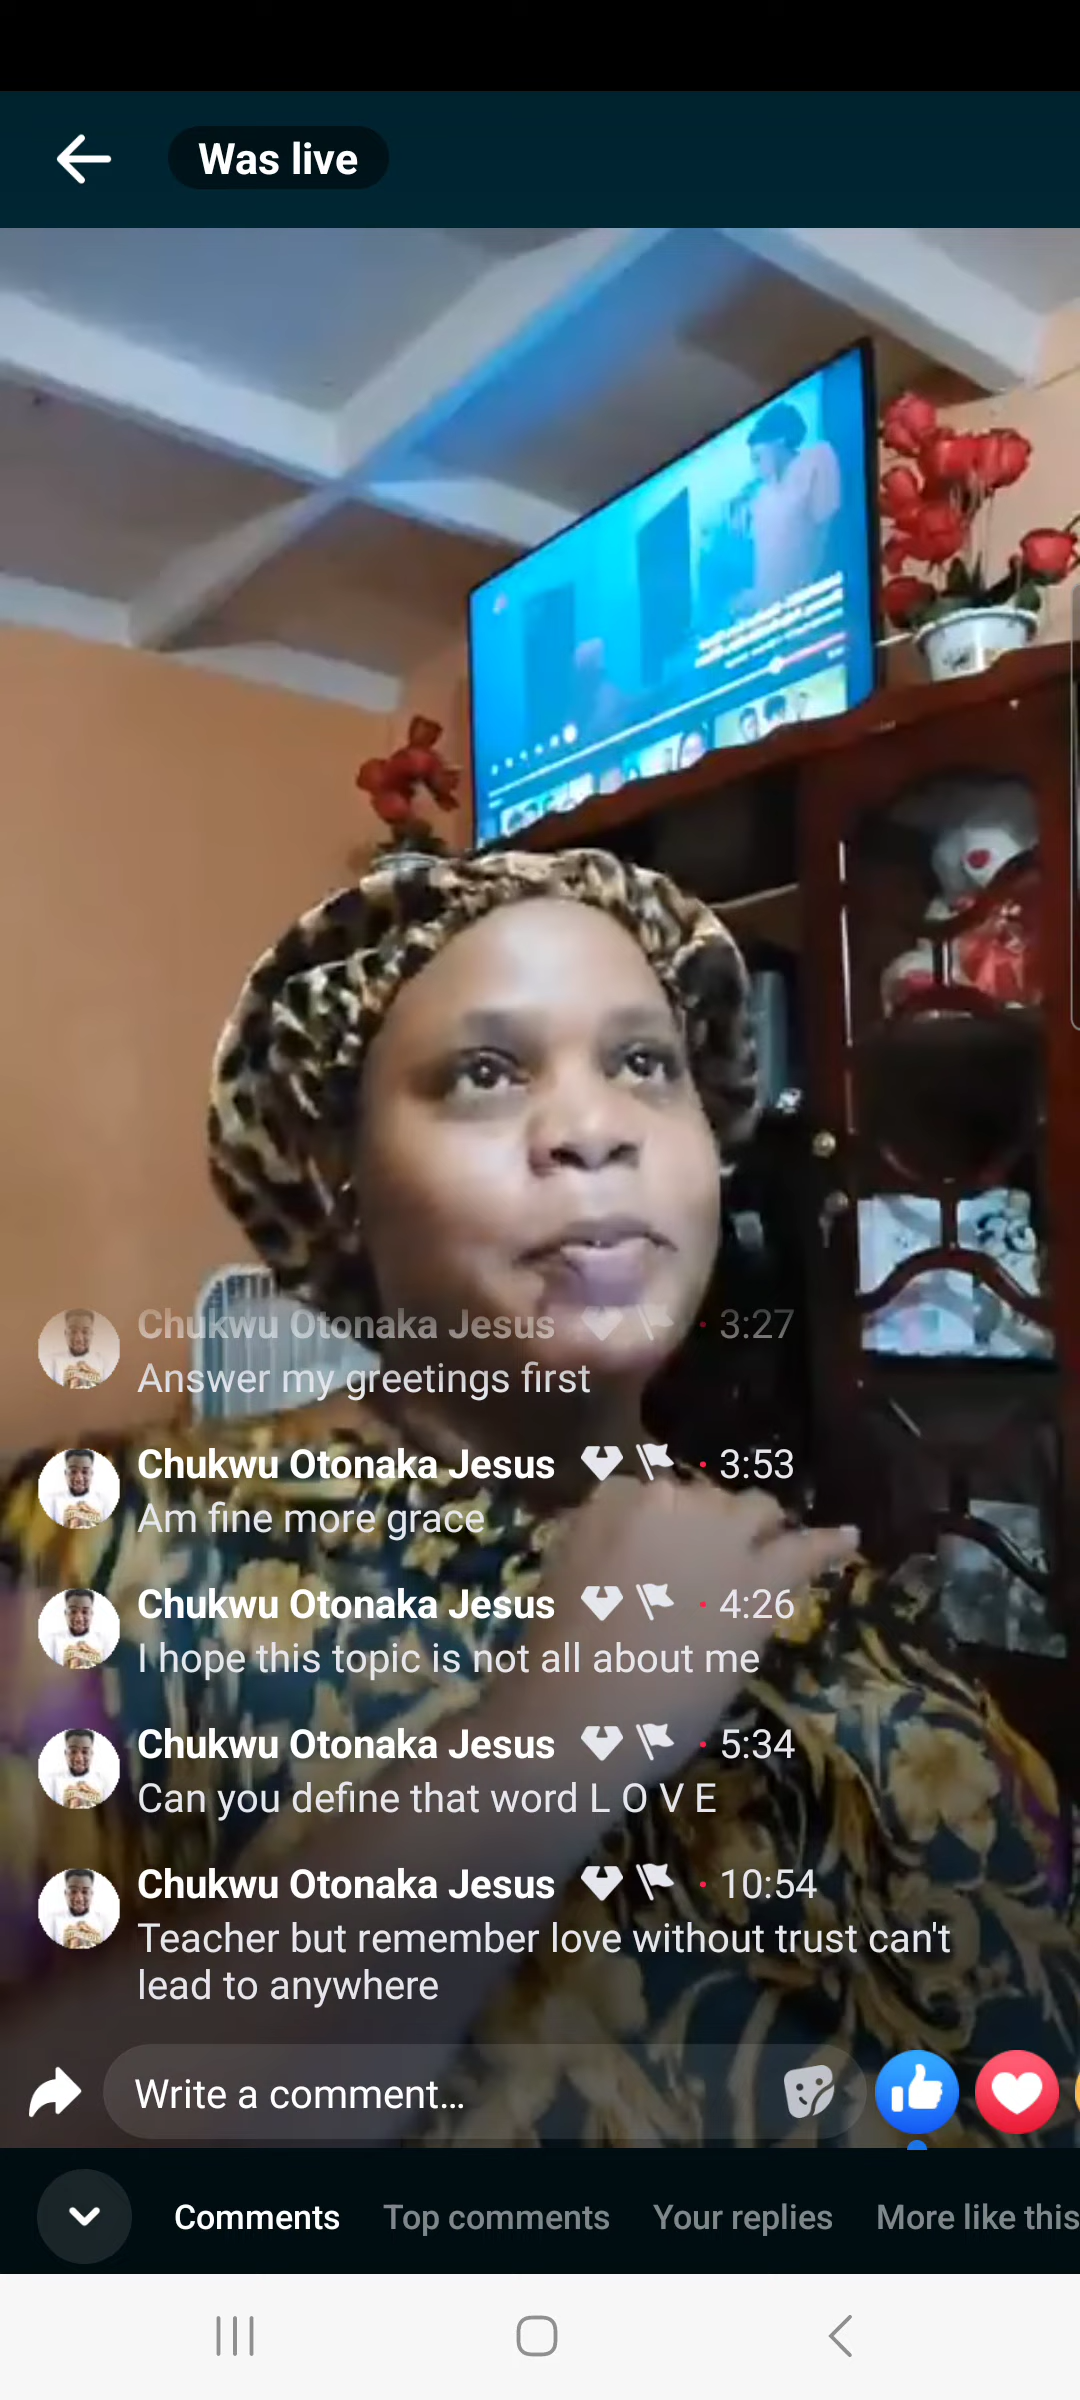 Was live
Chukwu Otonaka Jesus · 3:27
Answer my greetings first
Chukwu Otonaka Jesus · 3:53
Am fine more grace
Chukwu Otonaka Jesus · 4:26
I hope this topic is not all about me
Chukwu Otonaka Jesus · 5:34
Can you define that word L O V E
Chukwu Otonaka Jesus · 10:54
Teacher but remember love without trust can't
lead to anywhere
Write a comment...
Comments Top comments Your replies More like this